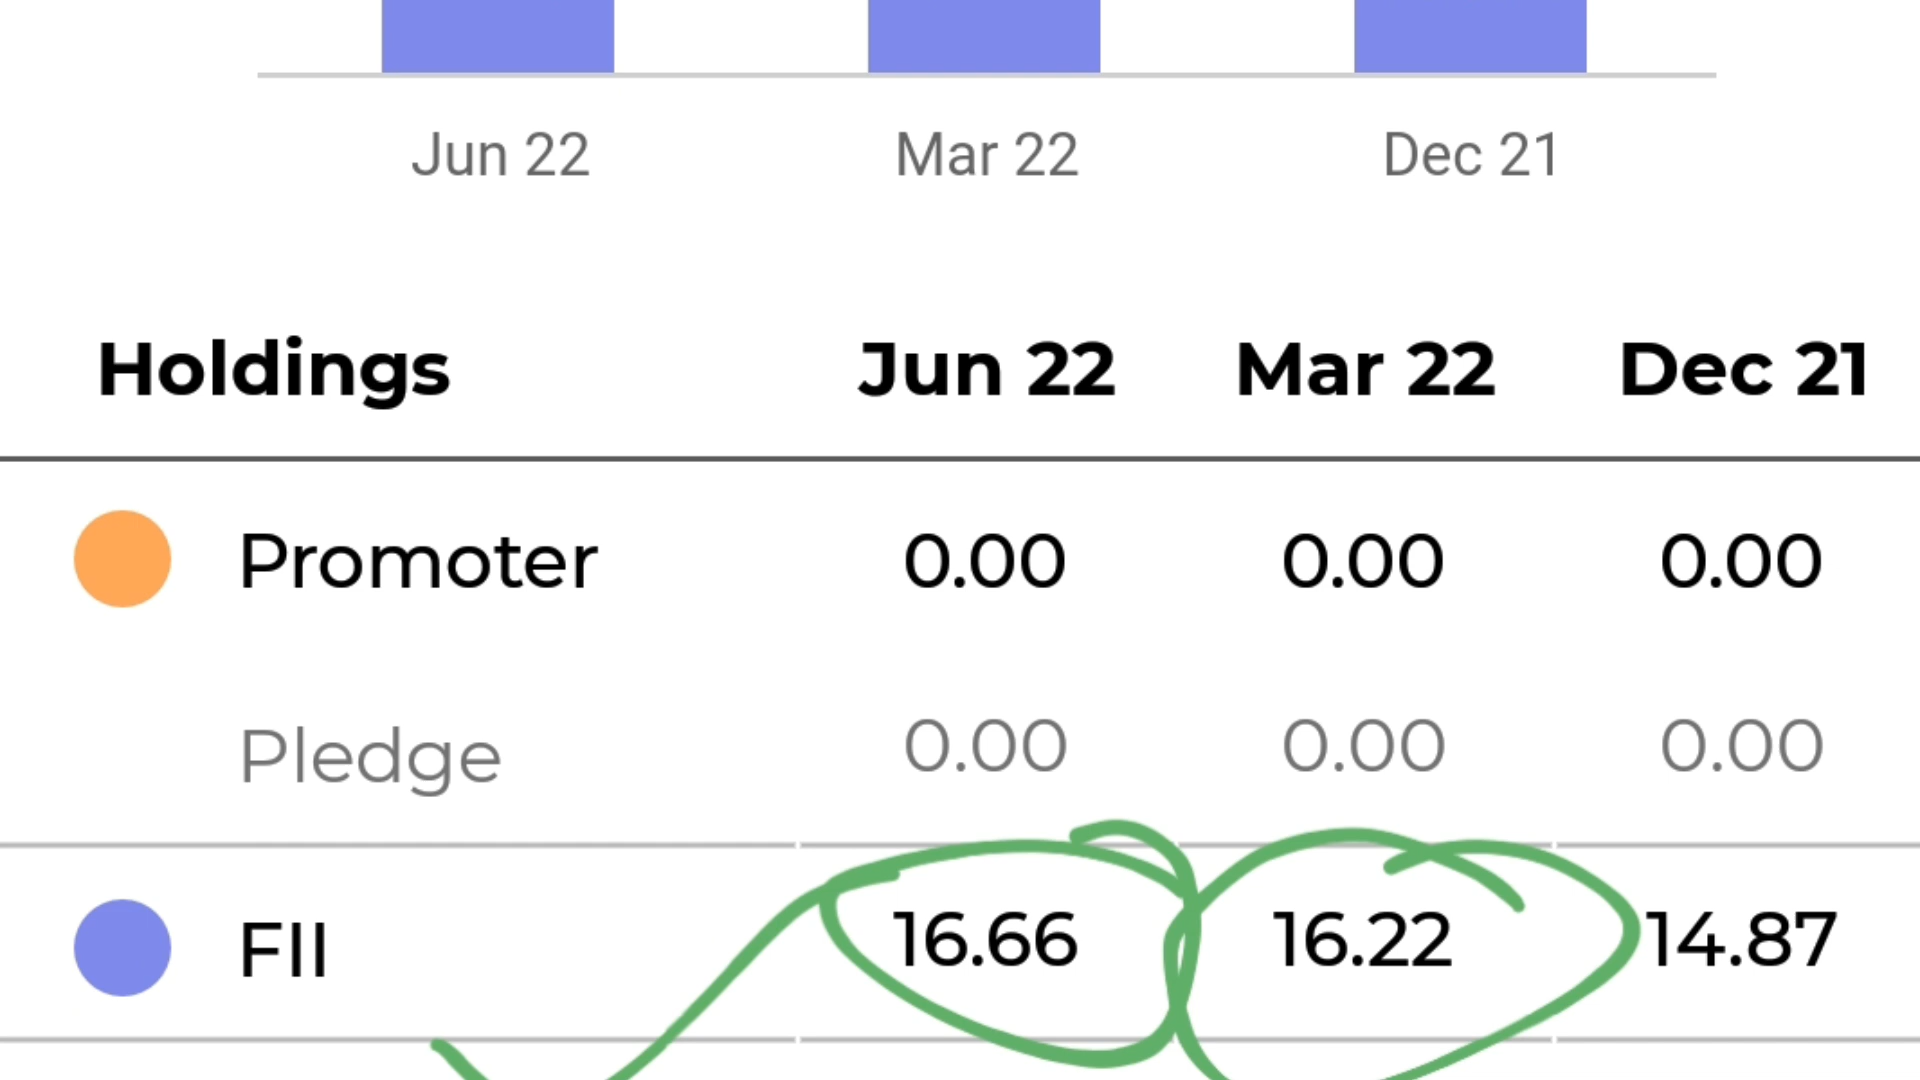 Jun 22 Mar 22 Dec 21
Holdings Jun 22 Mar 22 Dec 21
Promoter 0.00 0.00 0.00
Pledge 0.00 0.00 0.00
FII 16.66 16.22 14.87